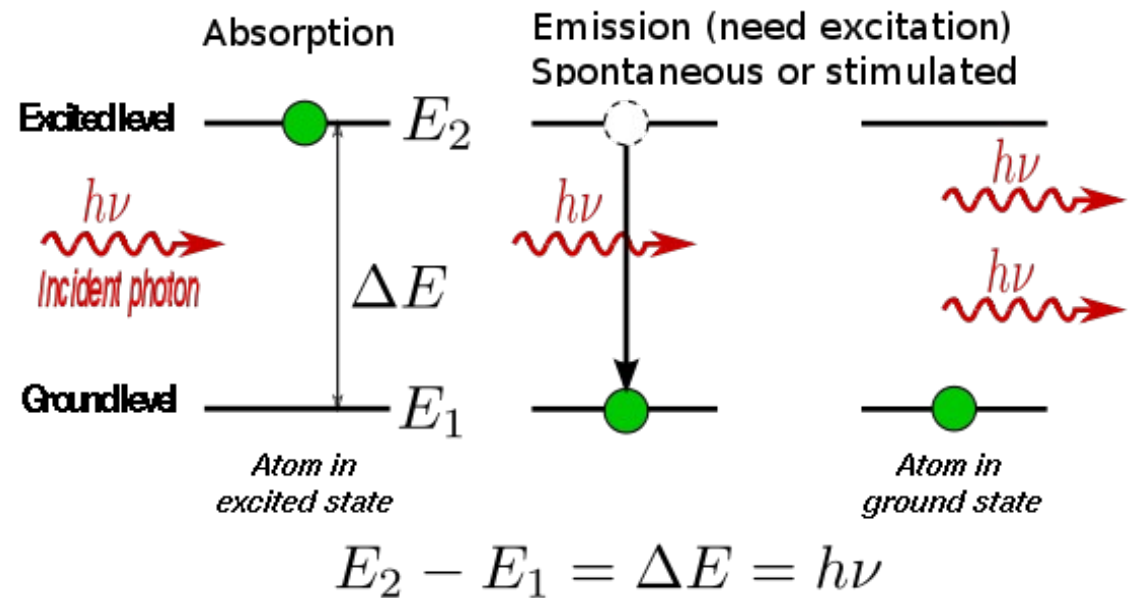 Absorption
Emission (need excitation)
Spontaneous or stimulated
Excited level
E₂
hν
Incident photon
ΔE
hν
hν
hν
Ground level
E₁
Atom in
excited state
Atom in
ground state
E₂ − E₁ = ΔE = hν